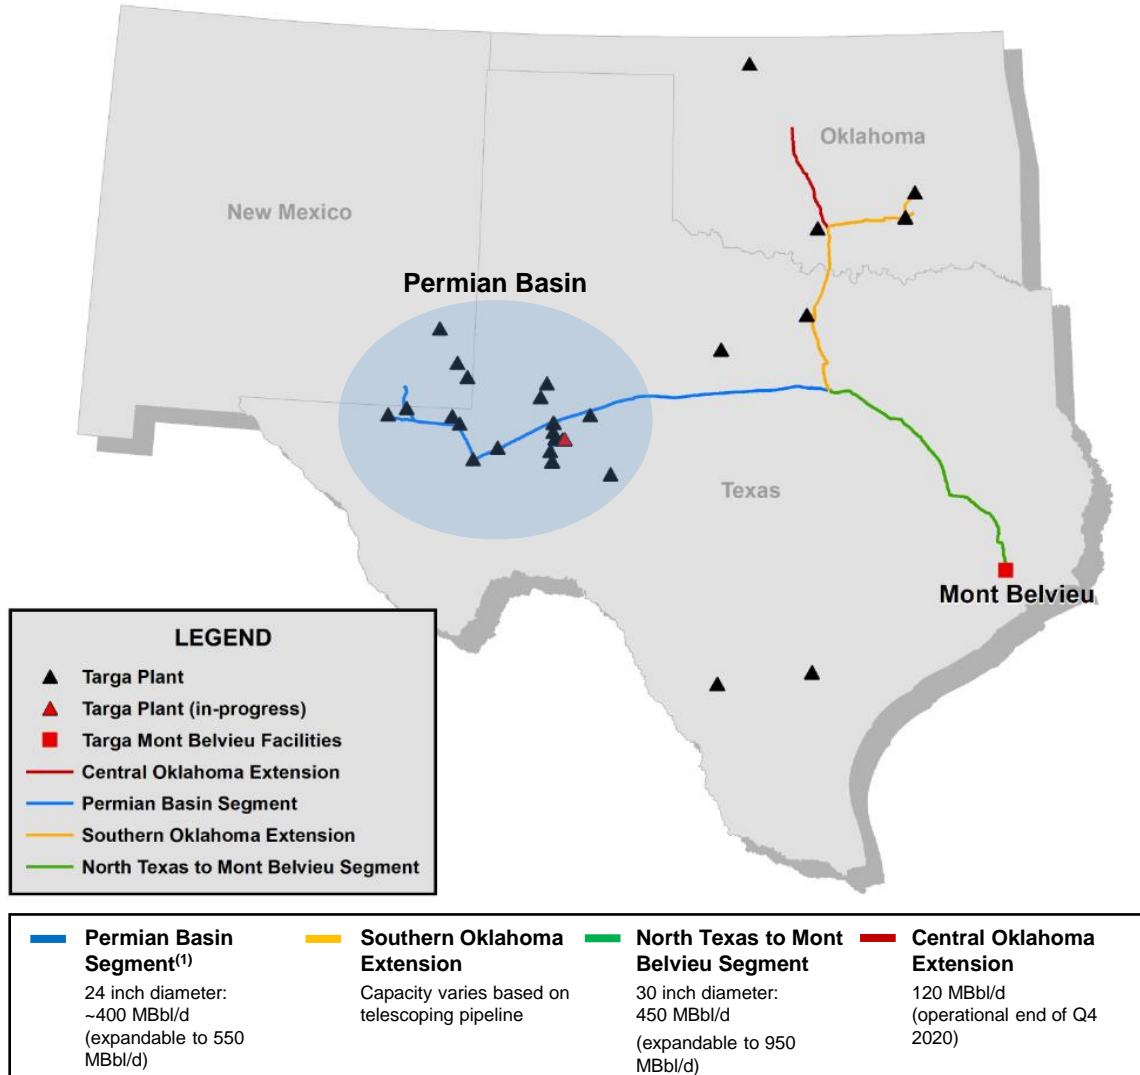 Oklahoma
New Mexico
Permian Basin
Texas
Mont Belvieu
LEGEND
Targa Plant
Targa Plant (in-progress)
Targa Mont Belvieu Facilities
Central Oklahoma Extension
Permian Basin Segment
Southern Oklahoma Extension
North Texas to Mont Belvieu Segment
Permian Basin
Segment(1)
24 inch diameter:
~400 MBbl/d
(expandable to 550
MBbl/d)
Southern Oklahoma
Extension
Capacity varies based on
telescoping pipeline
North Texas to Mont
Belvieu Segment
30 inch diameter:
450 MBbl/d
(expandable to 950
MBbl/d)
Central Oklahoma
Extension
120 MBbl/d
(operational end of Q4
2020)